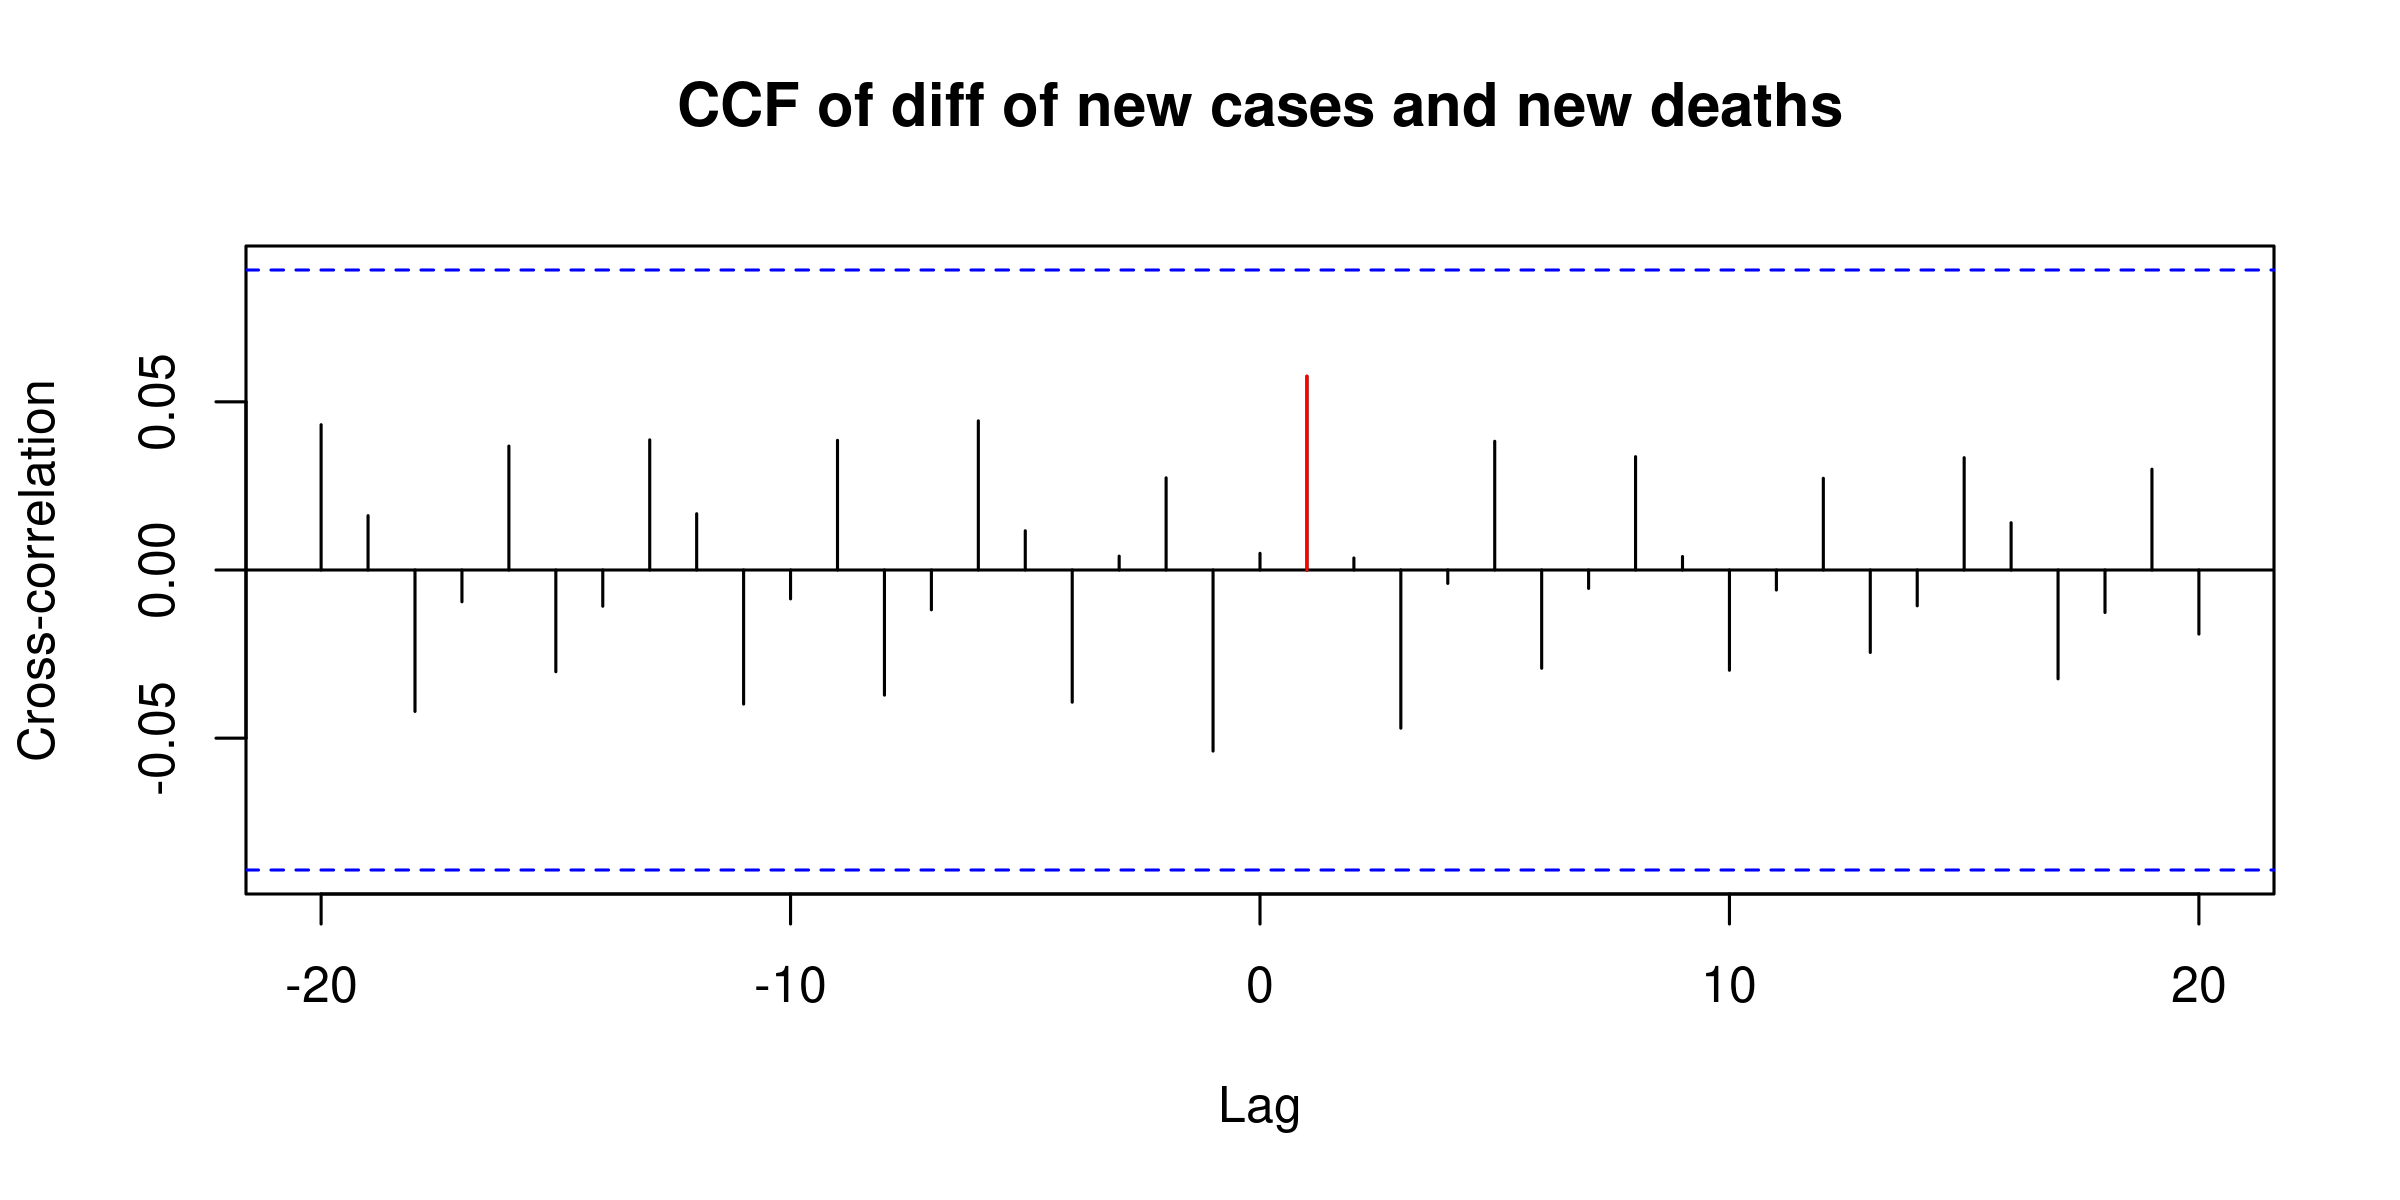 CCF of diff of new cases and new deaths
Cross-correlation
0.05
0.00
-0.05
-20 -10 0 10 20
Lag